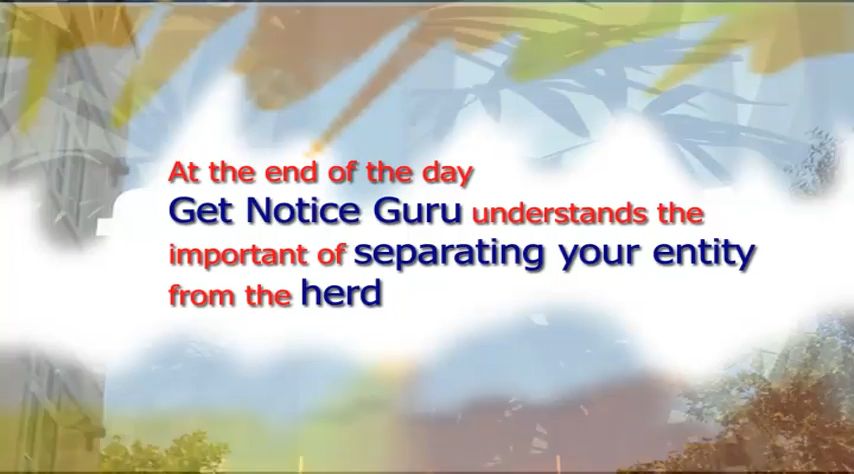 At the end of the day
Get Notice Guru understands the
important of separating your entity
from the herd